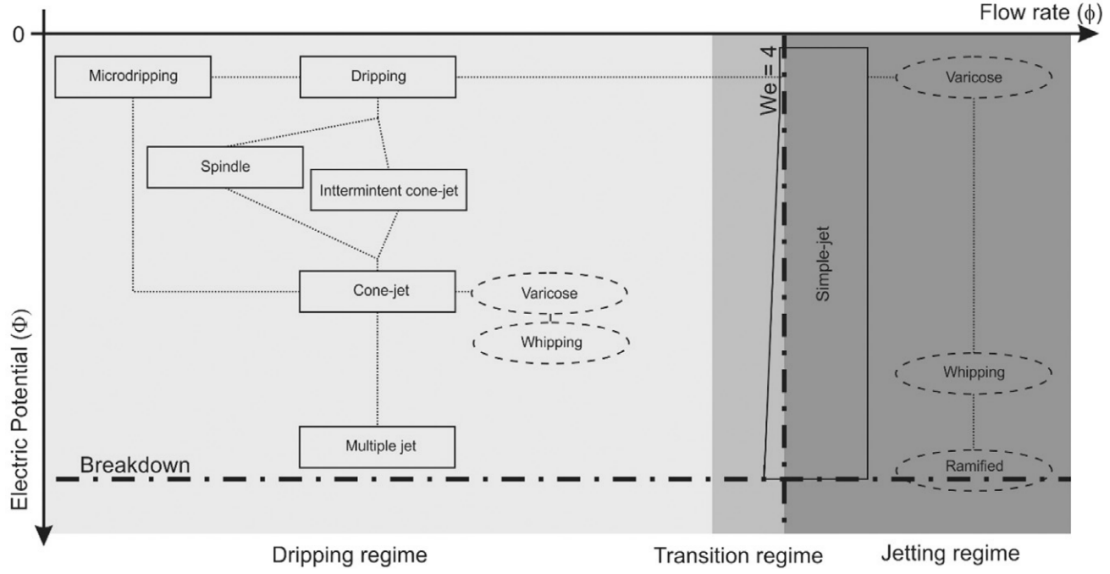 Flow rate (ϕ)
0
Microdripping
Dripping
We = 4
Varicose
Spindle
Inttermintent cone-jet
Simple-jet
Cone-jet
Varicose
Whipping
Whipping
Multiple jet
Ramified
Breakdown
Electric Potential (Φ)
Dripping regime
Transition regime
Jetting regime